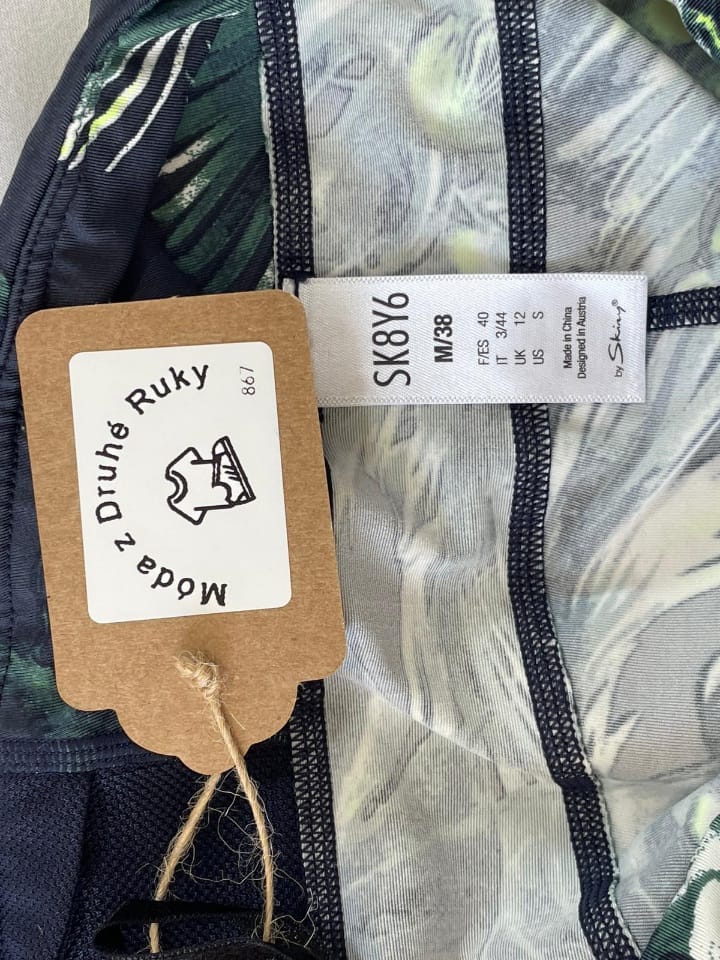 Móda z Druhé Ruky
867
SK8Y6
M/38
F/ES 40
IT 3/44
UK 12
US S
Made in China
Designed in Austria
by Skiny®